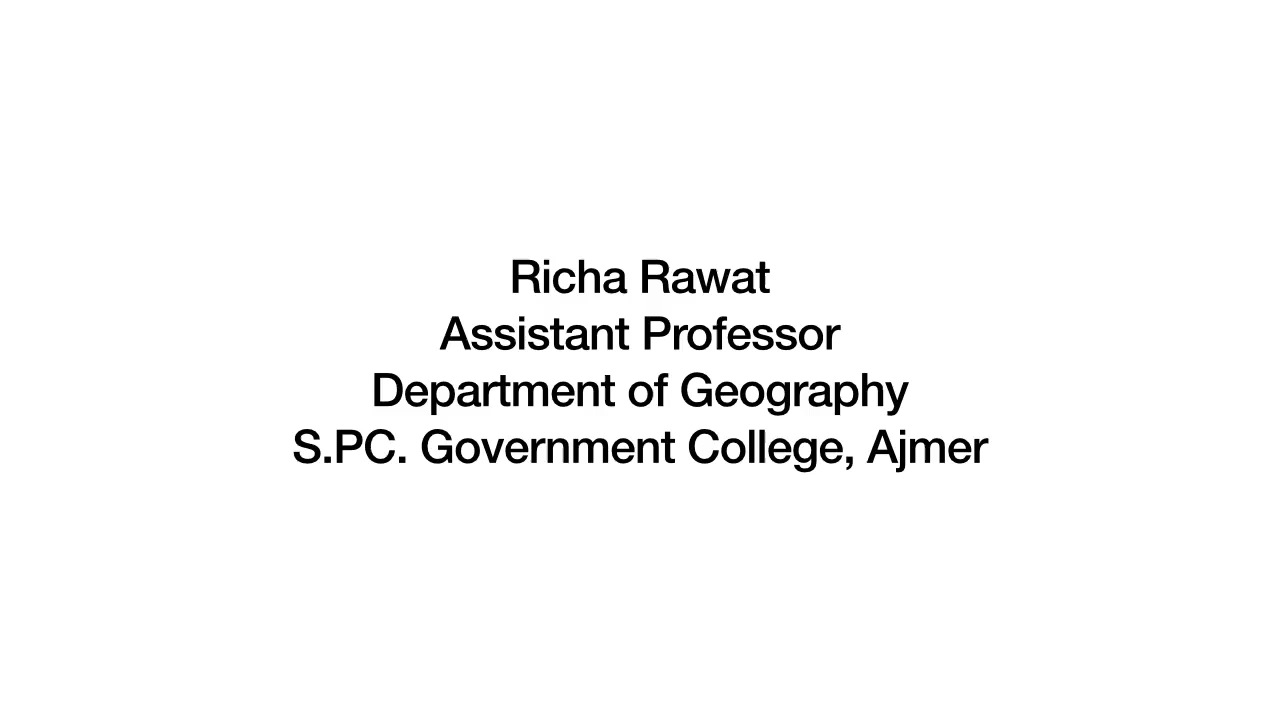 Richa Rawat
Assistant Professor
Department of Geography
S.PC. Government College, Ajmer